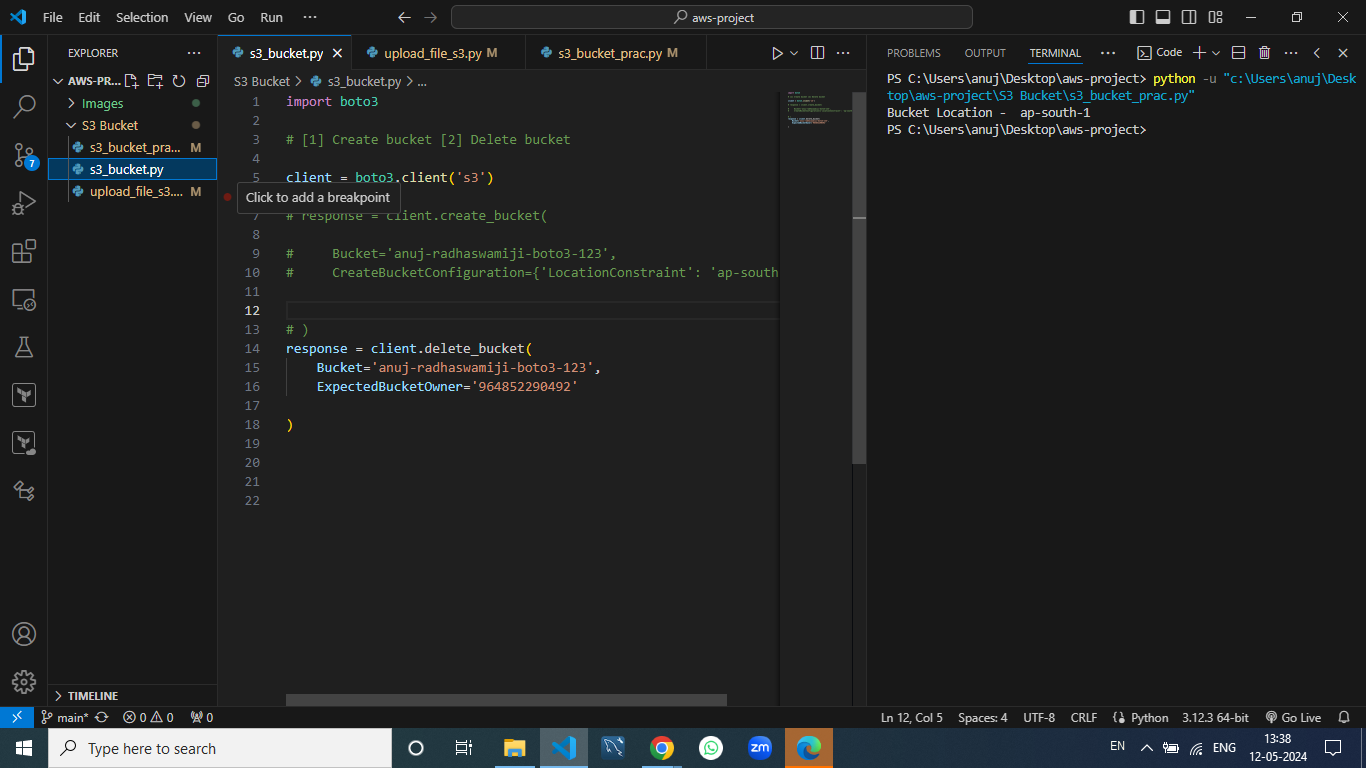 File Edit Selection View Go Run ···
aws-project
EXPLORER ···
AWS-PR...
Images
S3 Bucket
s3_bucket_pra... M
s3_bucket.py
upload_file_s3.... M
TIMELINE
7
s3_bucket.py
upload_file_s3.py M
s3_bucket_prac.py M
S3 Bucket > s3_bucket.py > ...
1 import boto3
2
3 # [1] Create bucket [2] Delete bucket
4
5 client = boto3.client('s3')
Click to add a breakpoint
7 # response = client.create_bucket(
8
9 #     Bucket='anuj-radhaswamiji-boto3-123',
10 #     CreateBucketConfiguration={'LocationConstraint': 'ap-south
11
12
13 # )
14 response = client.delete_bucket(
15     Bucket='anuj-radhaswamiji-boto3-123',
16     ExpectedBucketOwner='964852290492'
17
18 )
19
20
21
22
PROBLEMS OUTPUT TERMINAL ··· Code
PS C:\Users\anuj\Desktop\aws-project> python -u "c:\Users\anuj\Des
ktop\aws-project\S3 Bucket\s3_bucket_prac.py"
Bucket Location -  ap-south-1
PS C:\Users\anuj\Desktop\aws-project>
main* 0 0 0
Ln 12, Col 5 Spaces: 4 UTF-8 CRLF Python 3.12.3 64-bit Go Live
Type here to search
zm
EN
ENG
13:38
12-05-2024